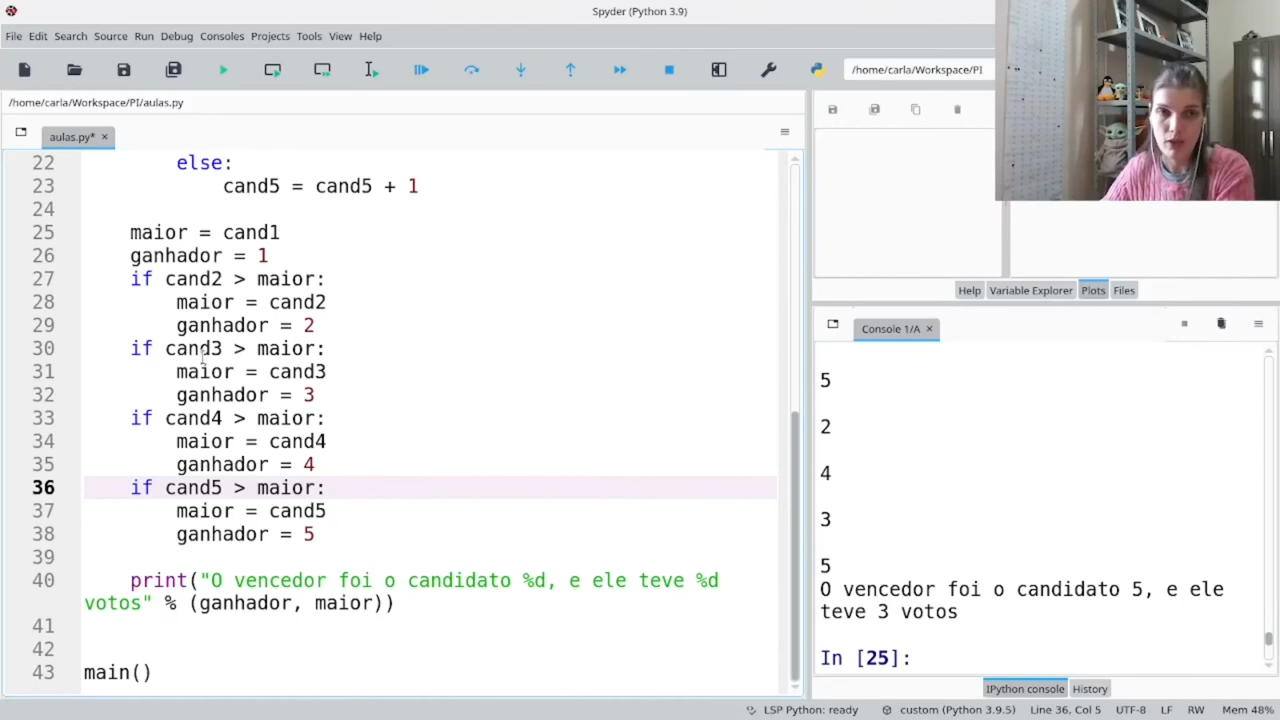 Spyder (Python 3.9)
File Edit Search Source Run Debug Consoles Projects Tools View Help
/home/carla/Workspace/PI
/home/carla/Workspace/PI/aulas.py
aulas.py*
22 else:
23 cand5 = cand5 + 1
24
25 maior = cand1
26 ganhador = 1
27 if cand2 > maior:
28 maior = cand2
29 ganhador = 2
30 if cand3 > maior:
31 maior = cand3
32 ganhador = 3
33 if cand4 > maior:
34 maior = cand4
35 ganhador = 4
36 if cand5 > maior:
37 maior = cand5
38 ganhador = 5
39
40 print("O vencedor foi o candidato %d, e ele teve %d
votos" % (ganhador, maior))
41
42
43 main()
Help Variable Explorer Plots Files
Console 1/A
5
2
4
3
5
O vencedor foi o candidato 5, e ele
teve 3 votos
In [25]:
IPython console History
LSP Python: ready custom (Python 3.9.5) Line 36, Col 5 UTF-8 LF RW Mem 48%